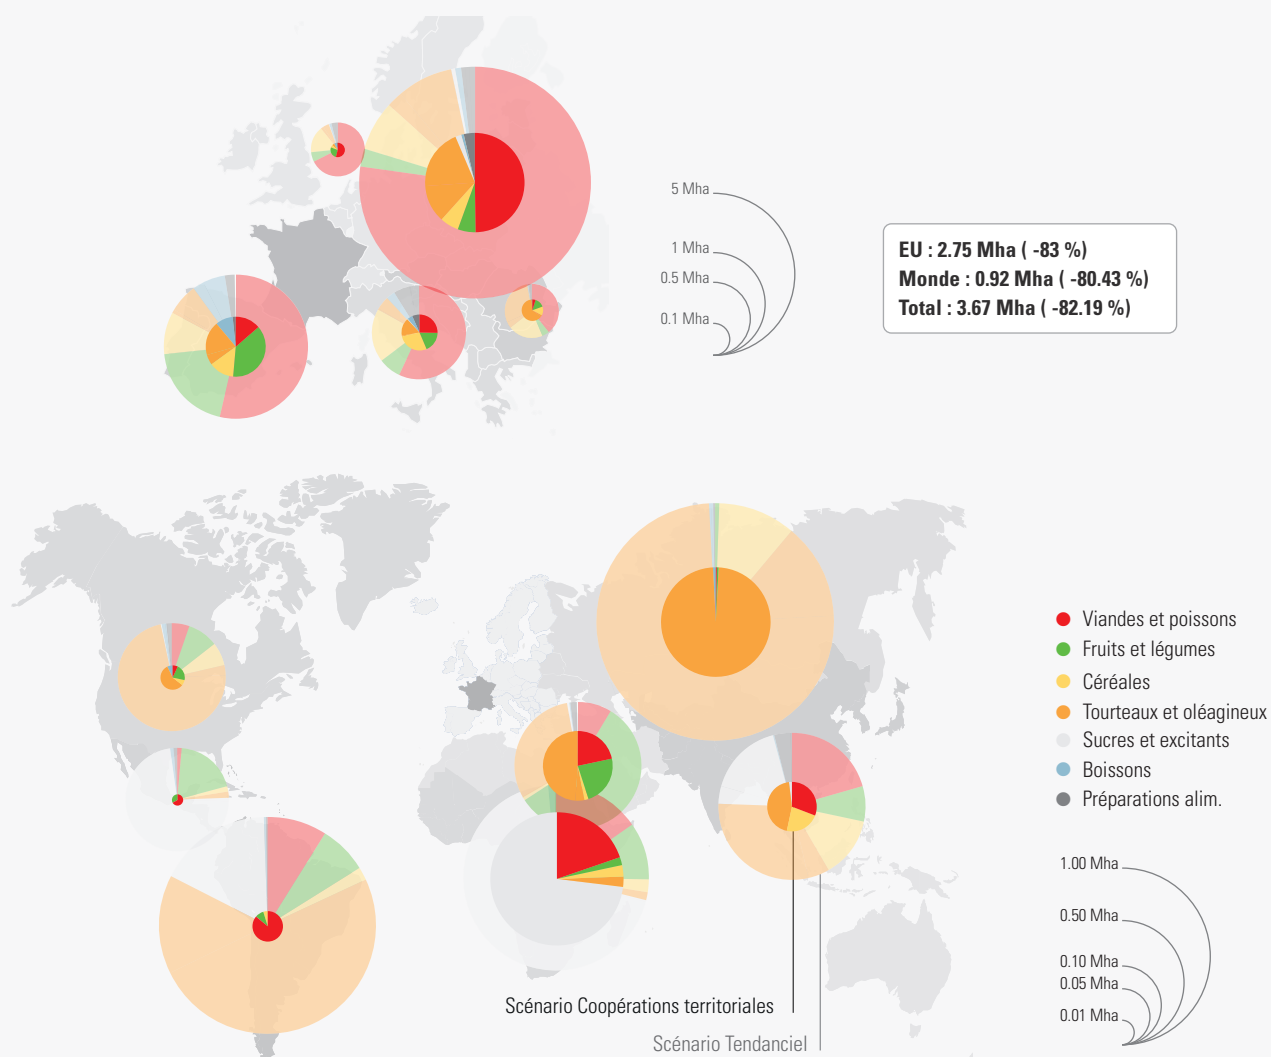 5 Mha
1 Mha
0.5 Mha
0.1 Mha
EU : 2.75 Mha ( -83 %)
Monde : 0.92 Mha ( -80.43 %)
Total : 3.67 Mha ( -82.19 %)
Viandes et poissons
Fruits et légumes
Céréales
Tourteaux et oléagineux
Sucres et excitants
Boissons
Préparations alim.
1.00 Mha
0.50 Mha
0.10 Mha
0.05 Mha
0.01 Mha
Scénario Coopérations territoriales
Scénario Tendanciel